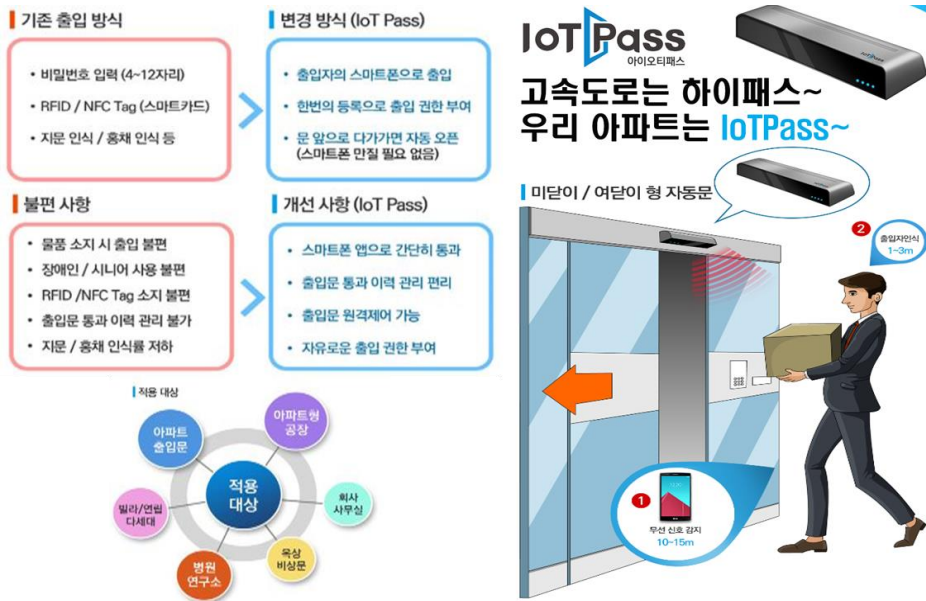 기존 출입 방식
• 비밀번호 입력 (4~12자리)
• RFID / NFC Tag (스마트카드)
• 지문 인식 / 홍채 인식 등
변경 방식 (IoT Pass)
• 출입자의 스마트폰으로 출입
• 한번의 등록으로 출입 권한 부여
• 문 앞으로 다가가면 자동 오픈
(스마트폰 만질 필요 없음)
불편 사항
• 물품 소지 시 출입 불편
• 장애인 / 시니어 사용 불편
• RFID /NFC Tag 소지 불편
• 출입문 통과 이력 관리 불가
• 지문 / 홍채 인식률 저하
개선 사항 (IoT Pass)
• 스마트폰 앱으로 간단히 통과
• 출입문 통과 이력 관리 편리
• 출입문 원격제어 가능
• 자유로운 출입 권한 부여
적용 대상
아파트
출입문
아파트형
공장
적용
대상
빌라/연립
다세대
회사
사무실
병원
연구소
옥상
비상문
IoT Pass
아이오티패스
고속도로는 하이패스~
우리 아파트는 IoTPass~
미닫이 / 여닫이 형 자동문
2
출입자인식
1~3m
1
무선 신호 감지
10~15m